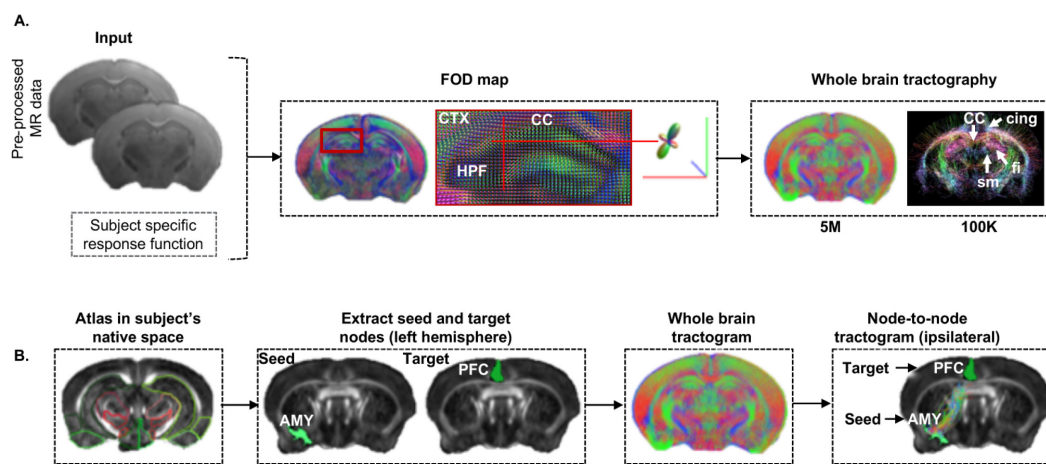 A.
Input
Pre-processed
MR data
Subject specific
response function
FOD map
CTX
CC
HPF
Whole brain tractography
CC
cing
fi
sm
5M
100K
B.
Atlas in subject's
native space
Extract seed and target
nodes (left hemisphere)
Seed
AMY
Target
PFC
Whole brain
tractogram
Node-to-node
tractogram (ipsilateral)
Target
PFC
Seed
AMY